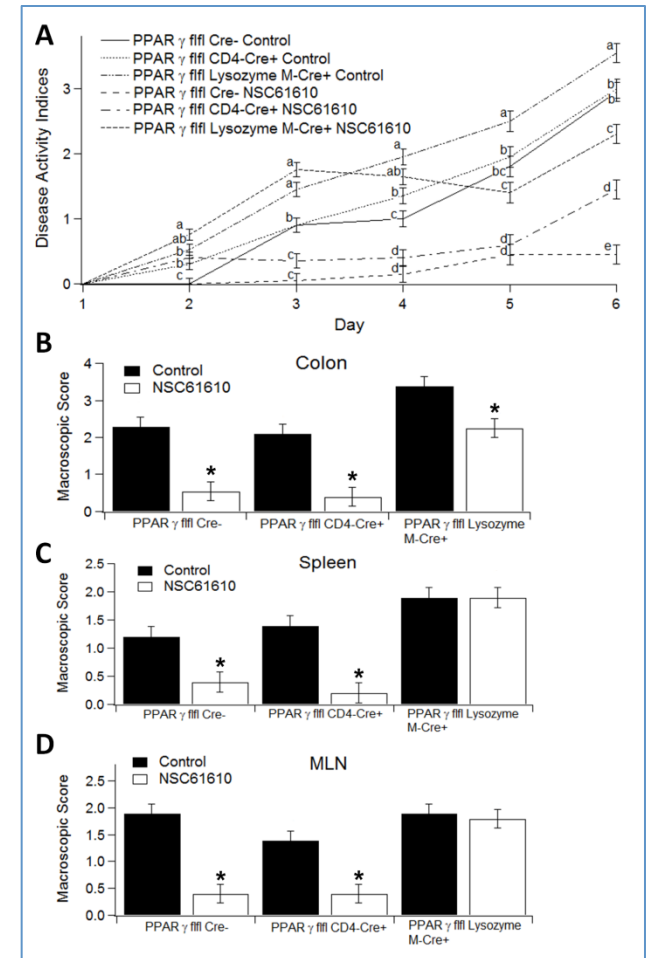 A
PPAR γ flfl Cre- Control
PPAR γ flfl CD4-Cre+ Control
PPAR γ flfl Lysozyme M-Cre+ Control
PPAR γ flfl Cre- NSC61610
PPAR γ flfl CD4-Cre+ NSC61610
PPAR γ flfl Lysozyme M-Cre+ NSC61610
Disease Activity Indices
3
2
1
0
a
ab
b
b
c
a
a
b
c
c
a
ab
b
c
d
d
a
b
bc
c
d
d
a
b
b
c
d
e
1 2 3 4 5 6
Day
B
Colon
Control
NSC61610
Macroscopic Score
4
3
2
1
0
* * *
PPAR γ flfl Cre- PPAR γ flfl CD4-Cre+ PPAR γ flfl Lysozyme
M-Cre+
C
Spleen
Control
NSC61610
Macroscopic Score
2.5
2.0
1.5
1.0
0.5
0.0
* *
PPAR γ flfl Cre- PPAR γ flfl CD4-Cre+ PPAR γ flfl Lysozyme
M-Cre+
D
MLN
Control
NSC61610
Macroscopic Score
2.5
2.0
1.5
1.0
0.5
0.0
* *
PPAR γ flfl Cre- PPAR γ flfl CD4-Cre+ PPAR γ flfl Lysozyme
M-Cre+